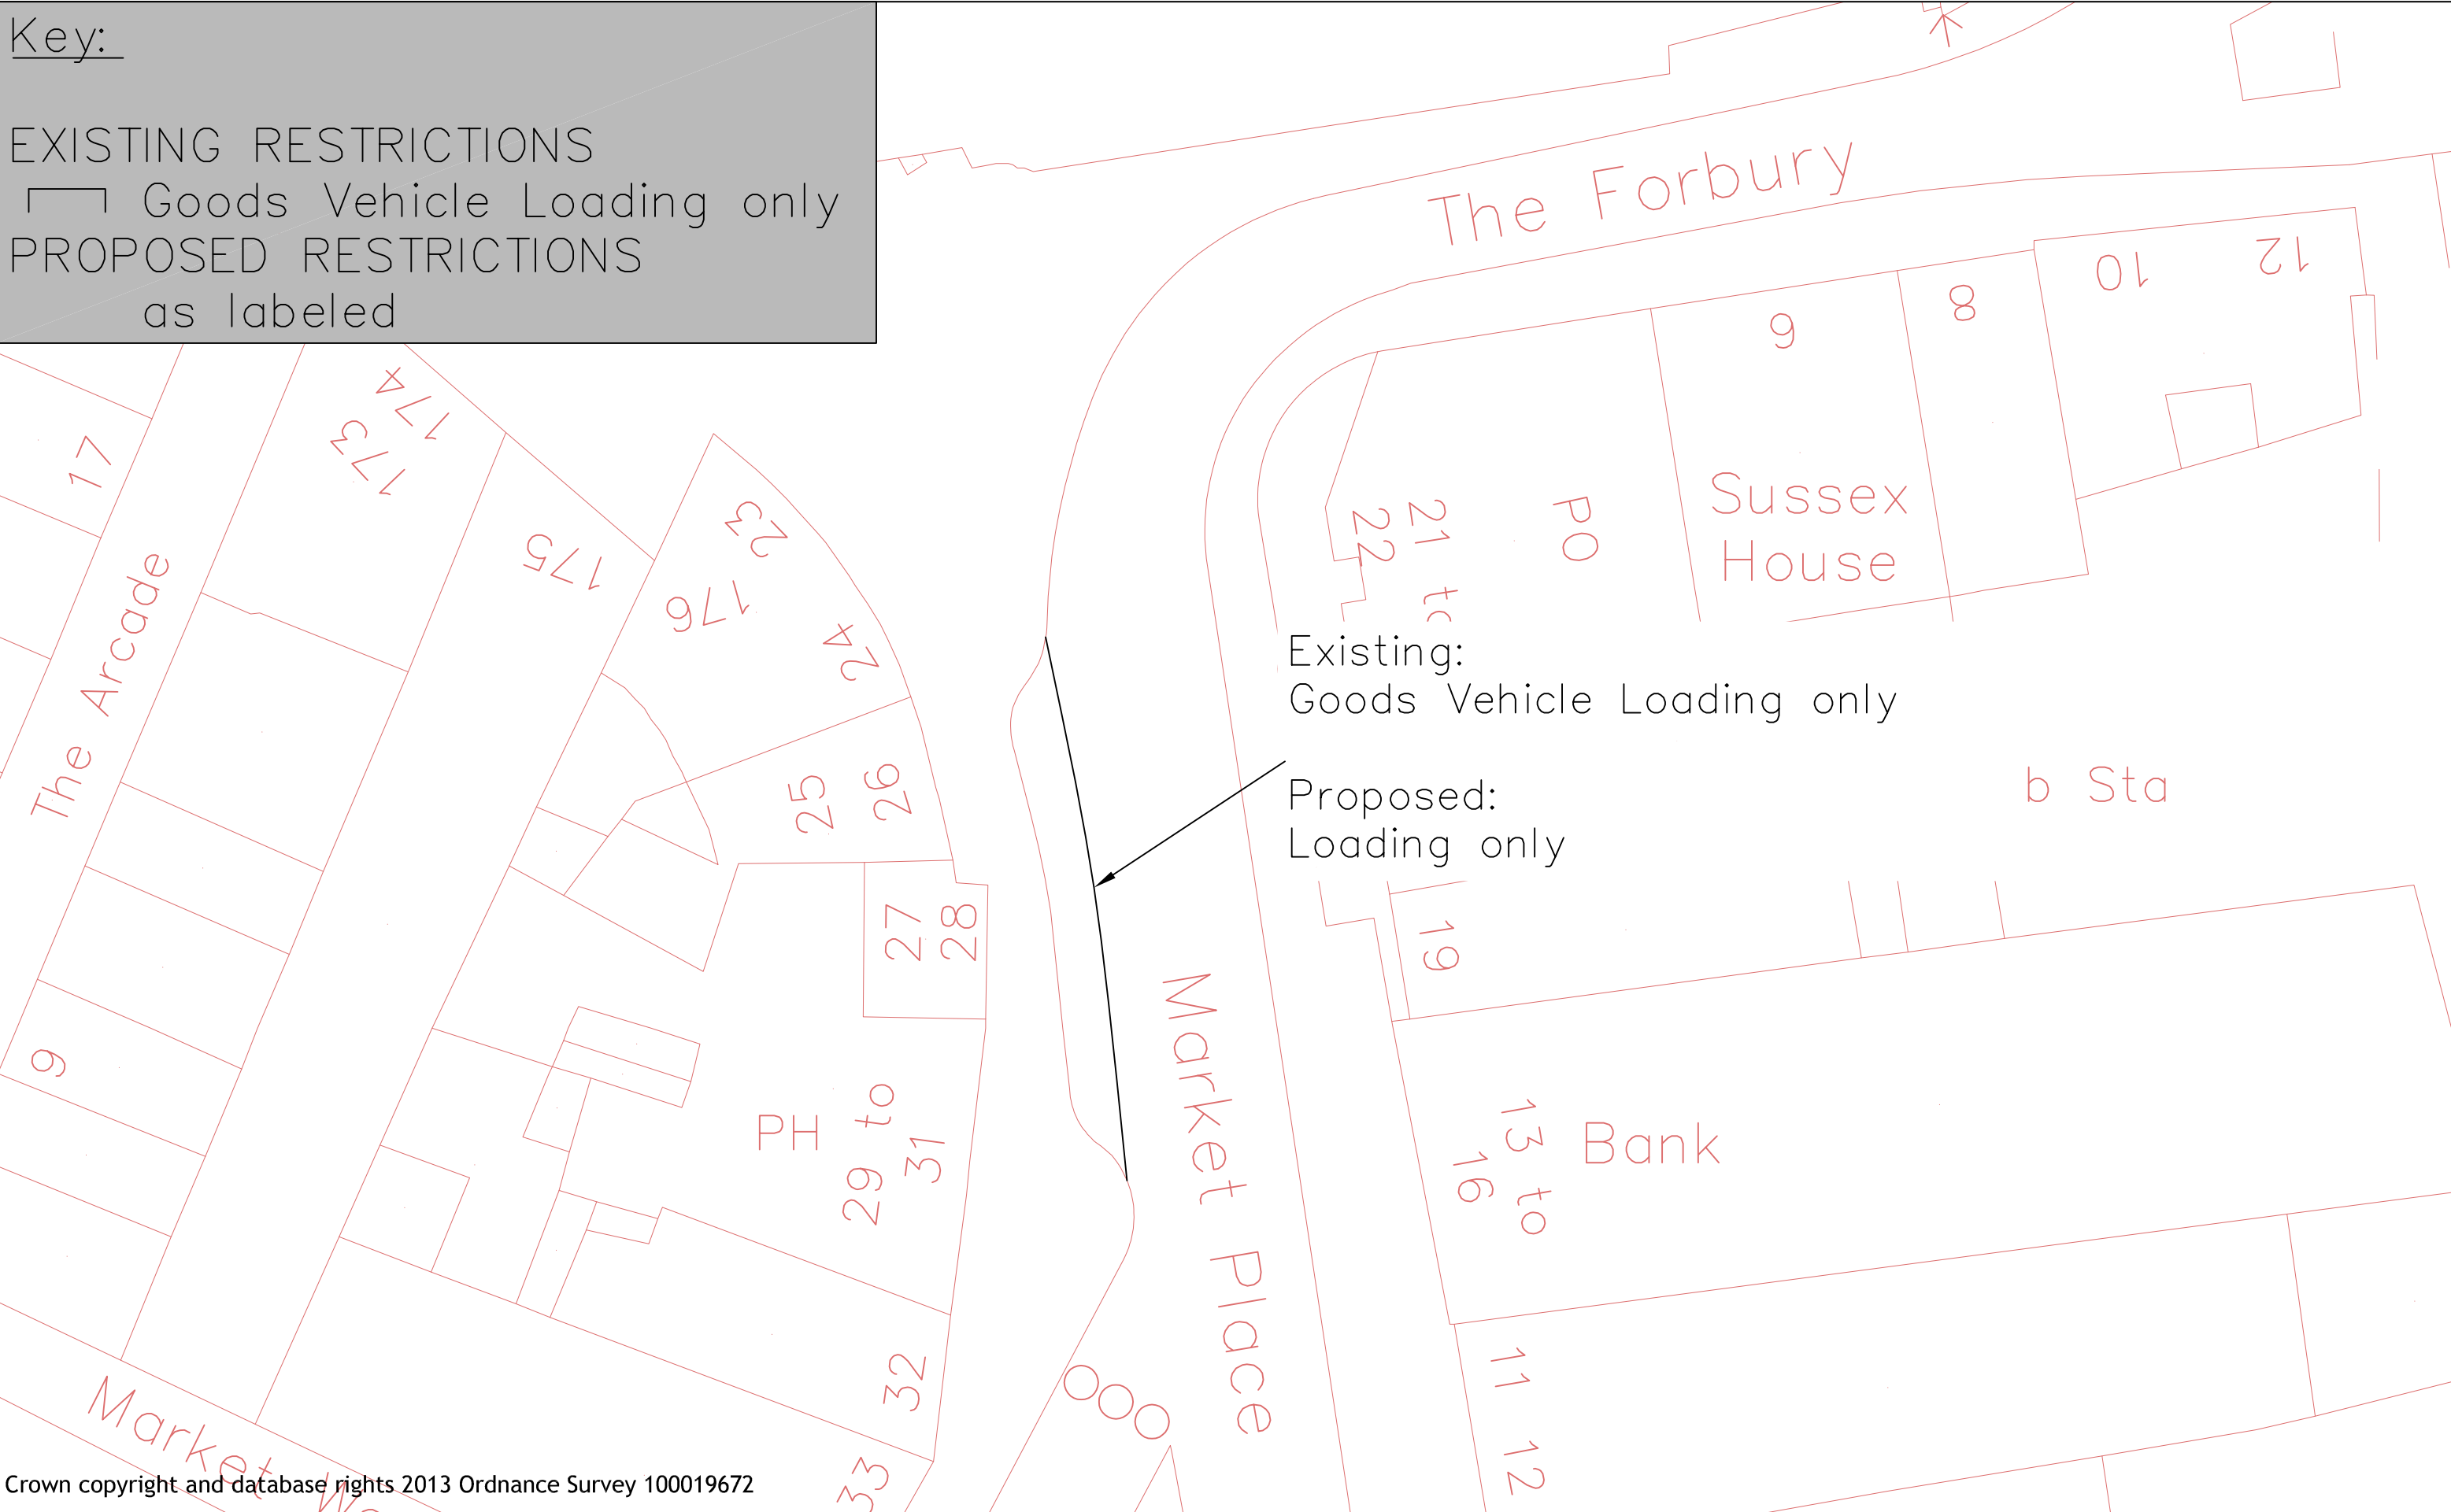 Key:
EXISTING RESTRICTIONS
Goods Vehicle Loading only
PROPOSED RESTRICTIONS
as labeled
The Forbury
12
10
8
6
174
173
17
175
176
23
24
The Arcade
22
21 to
PO
Sussex
House
Existing:
Goods Vehicle Loading only
Proposed:
Loading only
b Sta
25
26
27
28
19
9
Market Place
PH
29 to
31
13 to
16
Bank
32
33
11
12
Market
Crown copyright and database rights 2013 Ordnance Survey 100019672